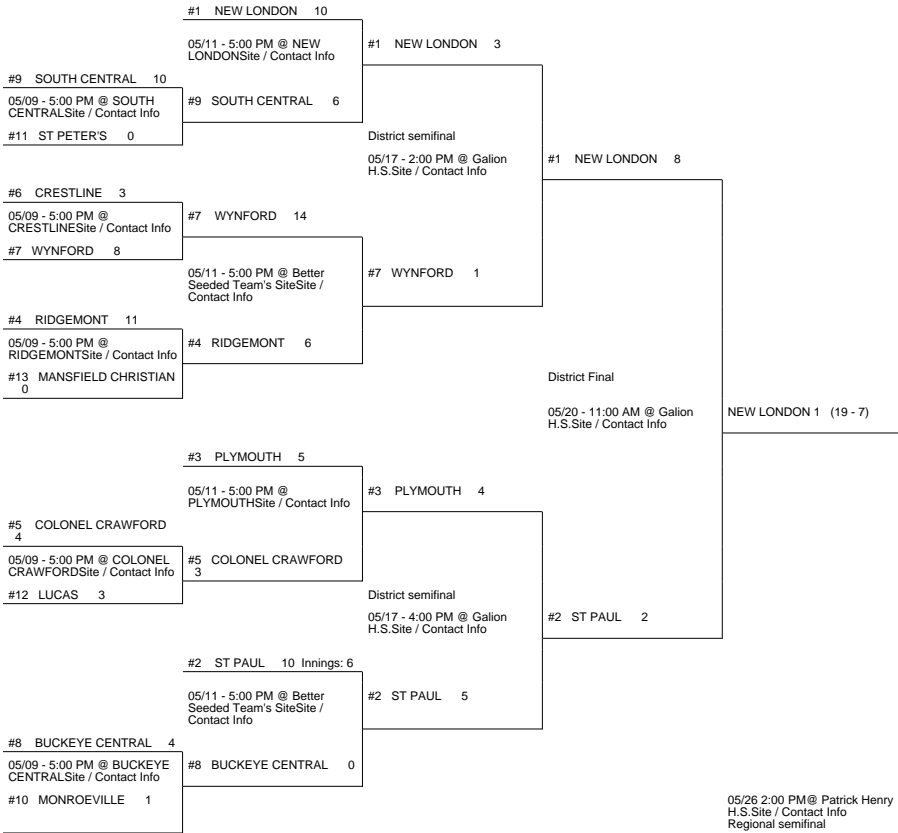 #1 NEW LONDON 10
05/11 - 5:00 PM @ NEW
LONDONSite / Contact Info
#1 NEW LONDON 3
#9 SOUTH CENTRAL 10
05/09 - 5:00 PM @ SOUTH
CENTRALSite / Contact Info
#9 SOUTH CENTRAL 6
#11 ST PETER'S 0
District semifinal
05/17 - 2:00 PM @ Galion
H.S.Site / Contact Info
#1 NEW LONDON 8
#6 CRESTLINE 3
05/09 - 5:00 PM @
CRESTLINESite / Contact Info
#7 WYNFORD 14
#7 WYNFORD 8
05/11 - 5:00 PM @ Better
Seeded Team's SiteSite /
Contact Info
#7 WYNFORD 1
#4 RIDGEMONT 11
05/09 - 5:00 PM @
RIDGEMONTSite / Contact Info
#4 RIDGEMONT 6
#13 MANSFIELD CHRISTIAN
0
District Final
05/20 - 11:00 AM @ Galion
H.S.Site / Contact Info
NEW LONDON 1 (19 - 7)
#3 PLYMOUTH 5
05/11 - 5:00 PM @
PLYMOUTHSite / Contact Info
#3 PLYMOUTH 4
#5 COLONEL CRAWFORD
4
05/09 - 5:00 PM @ COLONEL
CRAWFORDSite / Contact Info
#5 COLONEL CRAWFORD
3
#12 LUCAS 3
District semifinal
05/17 - 4:00 PM @ Galion
H.S.Site / Contact Info
#2 ST PAUL 2
#2 ST PAUL 10 Innings: 6
05/11 - 5:00 PM @ Better
Seeded Team's SiteSite /
Contact Info
#2 ST PAUL 5
#8 BUCKEYE CENTRAL 4
05/09 - 5:00 PM @ BUCKEYE
CENTRALSite / Contact Info
#8 BUCKEYE CENTRAL 0
#10 MONROEVILLE 1
05/26 2:00 PM@ Patrick Henry
H.S.Site / Contact Info
Regional semifinal